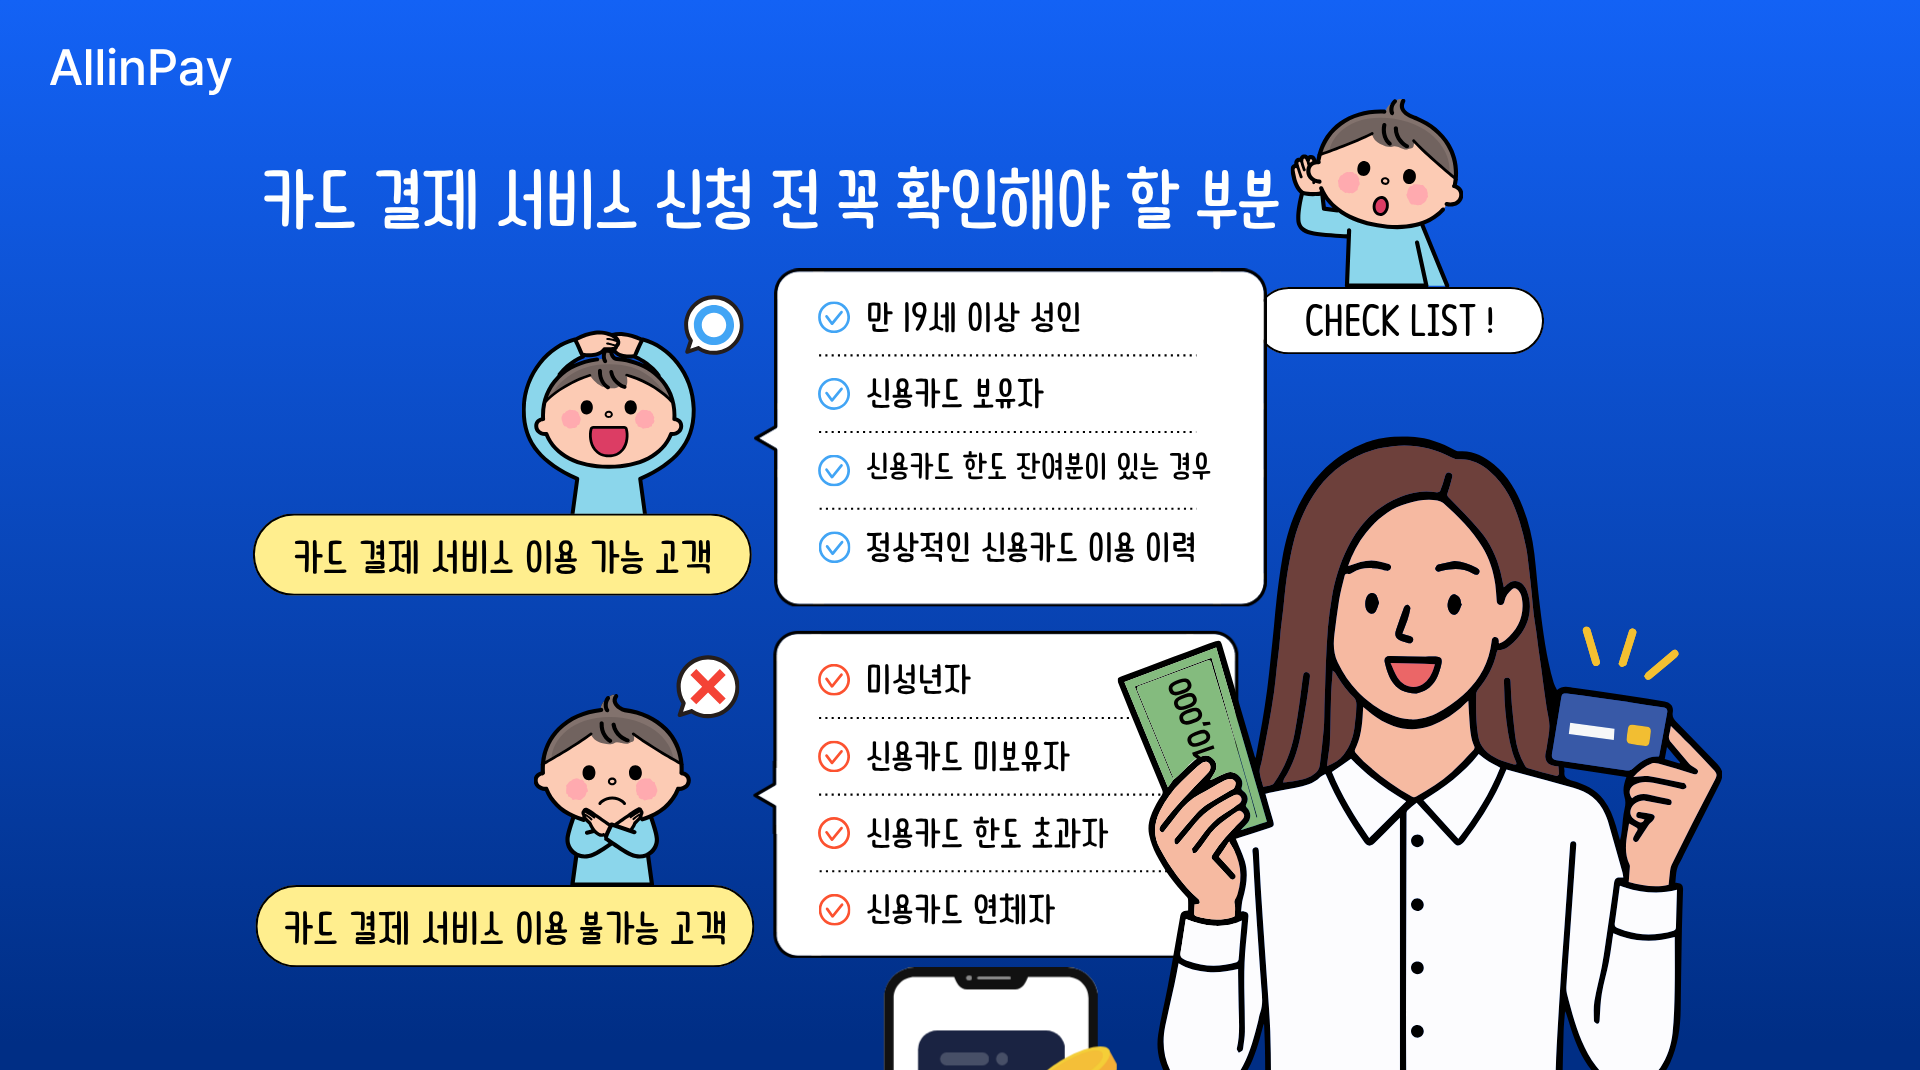 AllinPay
카드 결제 서비스 신청 전 꼭 확인해야 할 부분
CHECK LIST !
만 19세 이상 성인
신용카드 보유자
신용카드 한도 잔여분이 있는 경우
정상적인 신용카드 이용 이력
카드 결제 서비스 이용 가능 고객
미성년자
신용카드 미보유자
신용카드 한도 초과자
신용카드 연체자
카드 결제 서비스 이용 불가능 고객
10,000